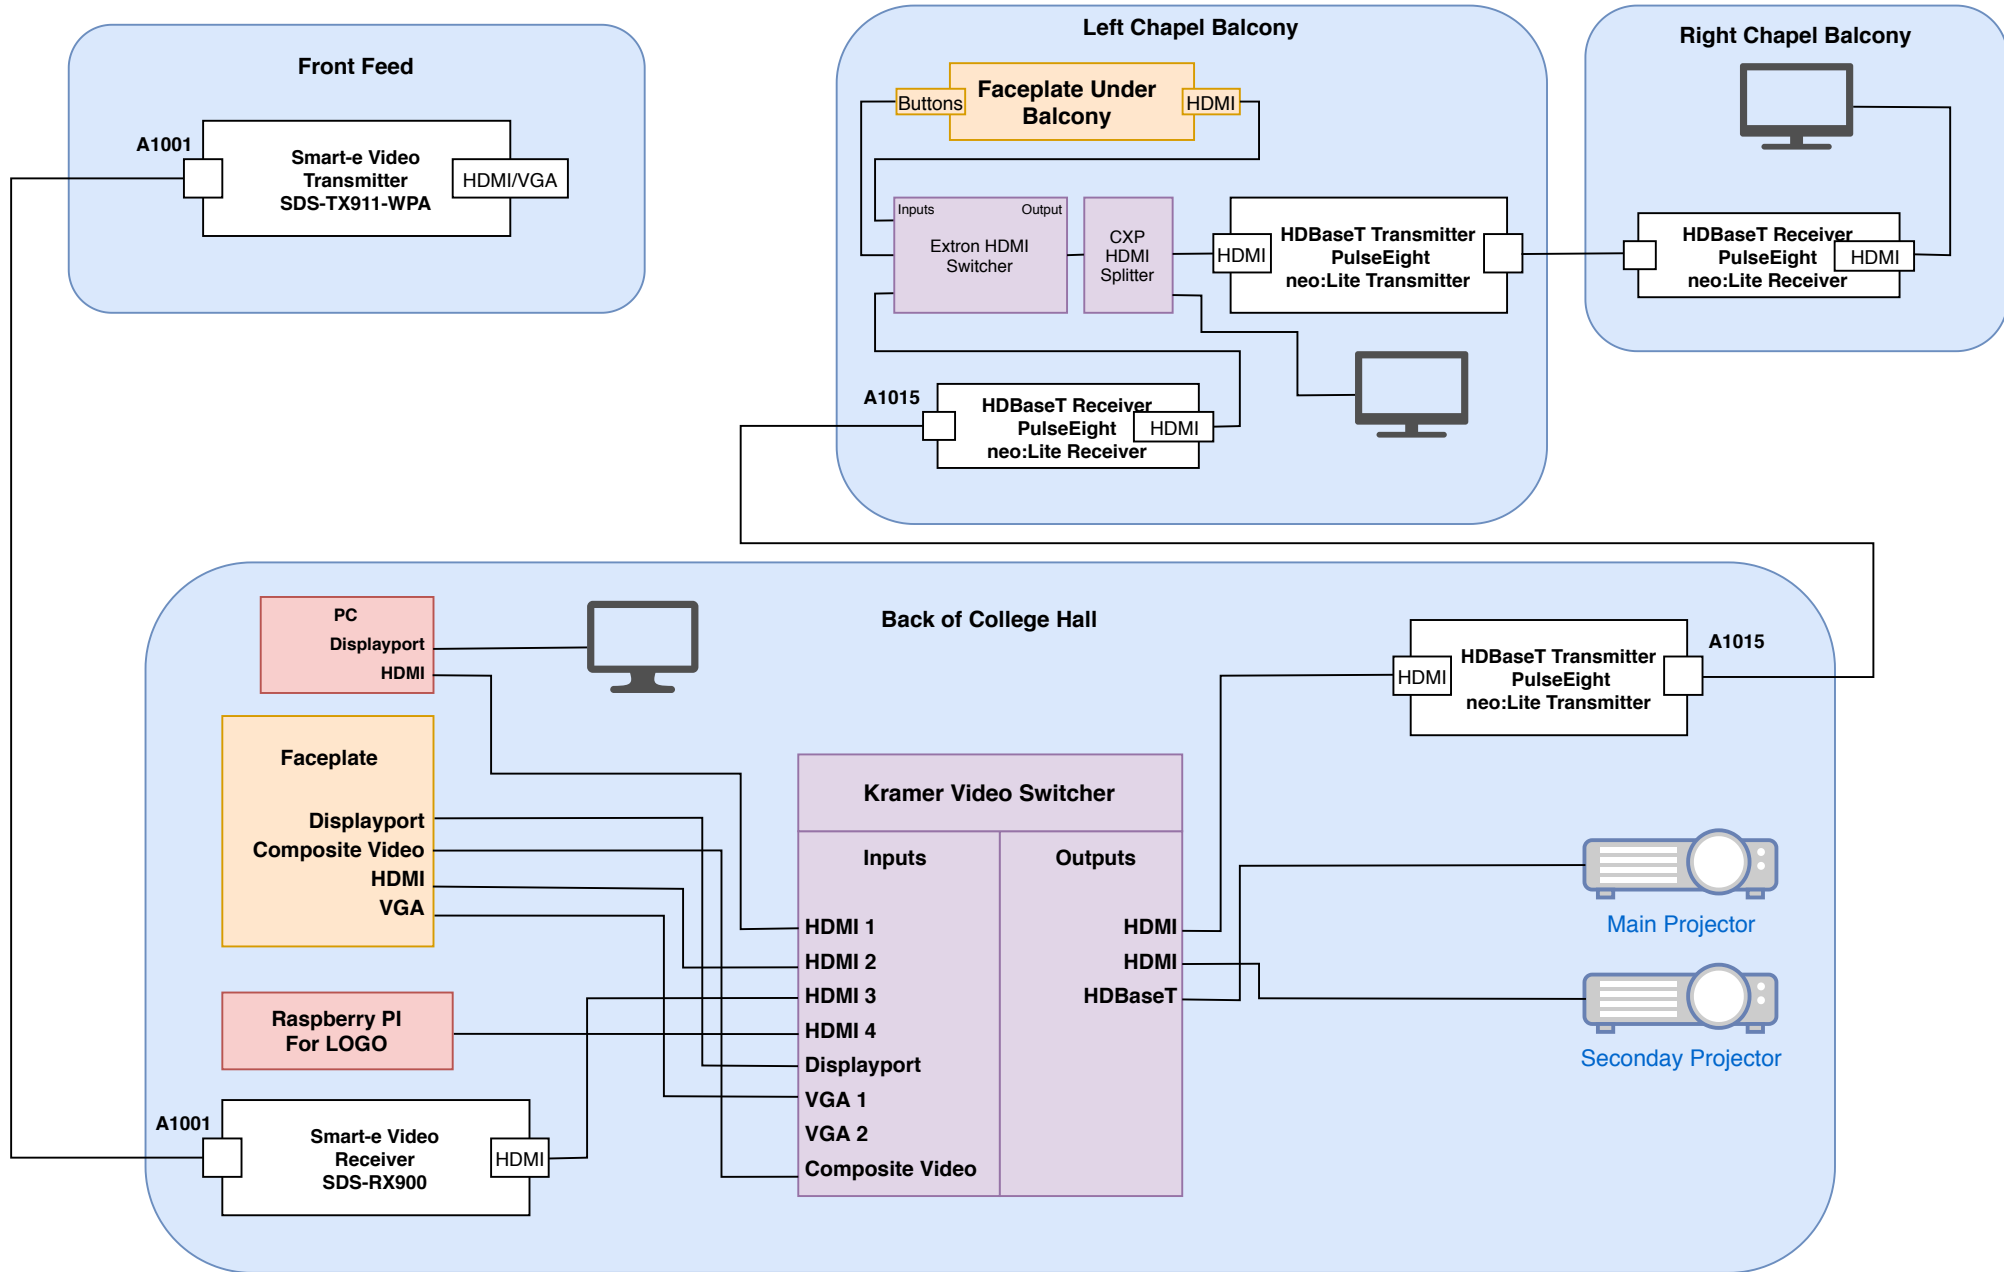 Front Feed
A1001
Smart-e Video
Transmitter
SDS-TX911-WPA
HDMI/VGA
Left Chapel Balcony
Buttons
Faceplate Under
Balcony
HDMI
Inputs
Output
Extron HDMI
Switcher
CXP
HDMI
Splitter
HDMI
HDBaseT Transmitter
PulseEight
neo:Lite Transmitter
A1015
HDBaseT Receiver
PulseEight
neo:Lite Receiver
HDMI
Right Chapel Balcony
HDBaseT Receiver
PulseEight
neo:Lite Receiver
HDMI
Back of College Hall
PC
Displayport
HDMI
Faceplate
Displayport
Composite Video
HDMI
VGA
Raspberry PI
For LOGO
A1001
Smart-e Video
Receiver
SDS-RX900
HDMI
Kramer Video Switcher
Inputs
HDMI 1
HDMI 2
HDMI 3
HDMI 4
Displayport
VGA 1
VGA 2
Composite Video
Outputs
HDMI
HDMI
HDBaseT
HDMI
HDBaseT Transmitter
PulseEight
neo:Lite Transmitter
A1015
Main Projector
Seconday Projector